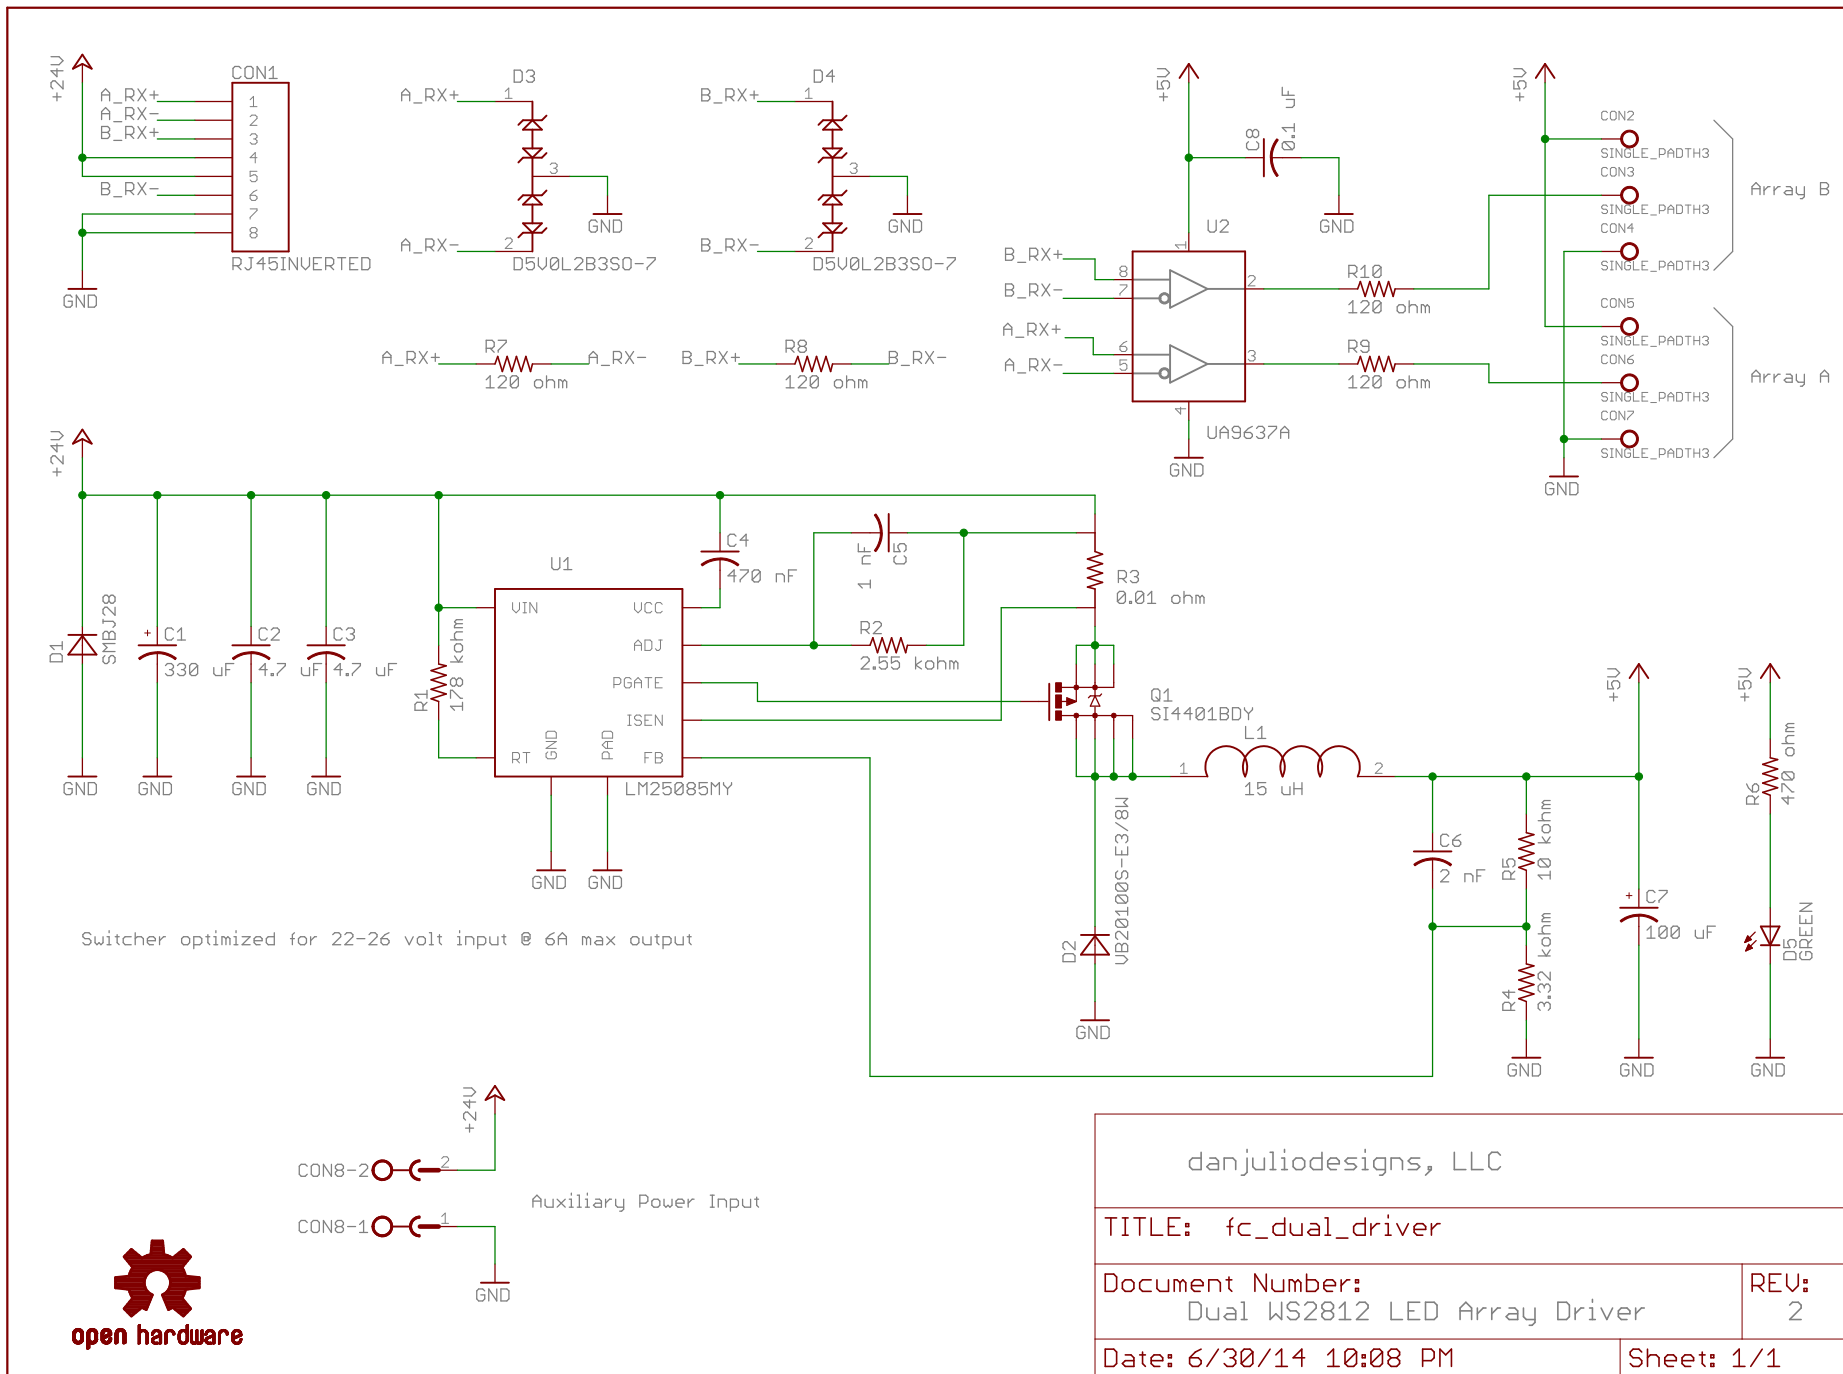 +24V
CON1
A_RX+
A_RX-
B_RX+
B_RX-
1
2
3
4
5
6
7
8
RJ45INVERTED
GND
D3
A_RX+
1
3
GND
A_RX-
2
D5V0L2B3SO-7
D4
B_RX+
1
3
GND
B_RX-
2
D5V0L2B3SO-7
A_RX+
R7
A_RX-
120 ohm
B_RX+
R8
B_RX-
120 ohm
+5V
C8
0.1 uF
GND
U2
1
B_RX+
8
B_RX-
7
A_RX+
6
A_RX-
5
2
3
4
UA9637A
GND
R10
120 ohm
R9
120 ohm
+5V
CON2
SINGLE_PADTH3
CON3
SINGLE_PADTH3
CON4
SINGLE_PADTH3
Array B
CON5
SINGLE_PADTH3
CON6
SINGLE_PADTH3
CON7
SINGLE_PADTH3
Array A
GND
+24V
D1
SMBJ28
GND
+
C1
330 uF
GND
C2
4.7 uF
GND
C3
4.7 uF
GND
R1
178 kohm
U1
VIN
VCC
ADJ
PGATE
ISEN
RT
GND
PAD
FB
LM25085MY
GND
GND
C4
470 nF
1 nF
C5
R2
2.55 kohm
R3
0.01 ohm
Q1
SI4401BDY
L1
1
2
15 uH
D2
VB20100S-E3/8W
GND
C6
2 nF
R5
10 kohm
R4
3.32 kohm
GND
+5V
+
C7
100 uF
GND
+5V
R6
470 ohm
D5
GREEN
GND
Switcher optimized for 22-26 volt input @ 6A max output
+24V
CON8-2
2
Auxiliary Power Input
CON8-1
1
GND
open hardware
danjuliodesigns, LLC
TITLE: fc_dual_driver
Document Number:
Dual WS2812 LED Array Driver
REV:
2
Date: 6/30/14 10:08 PM
Sheet: 1/1